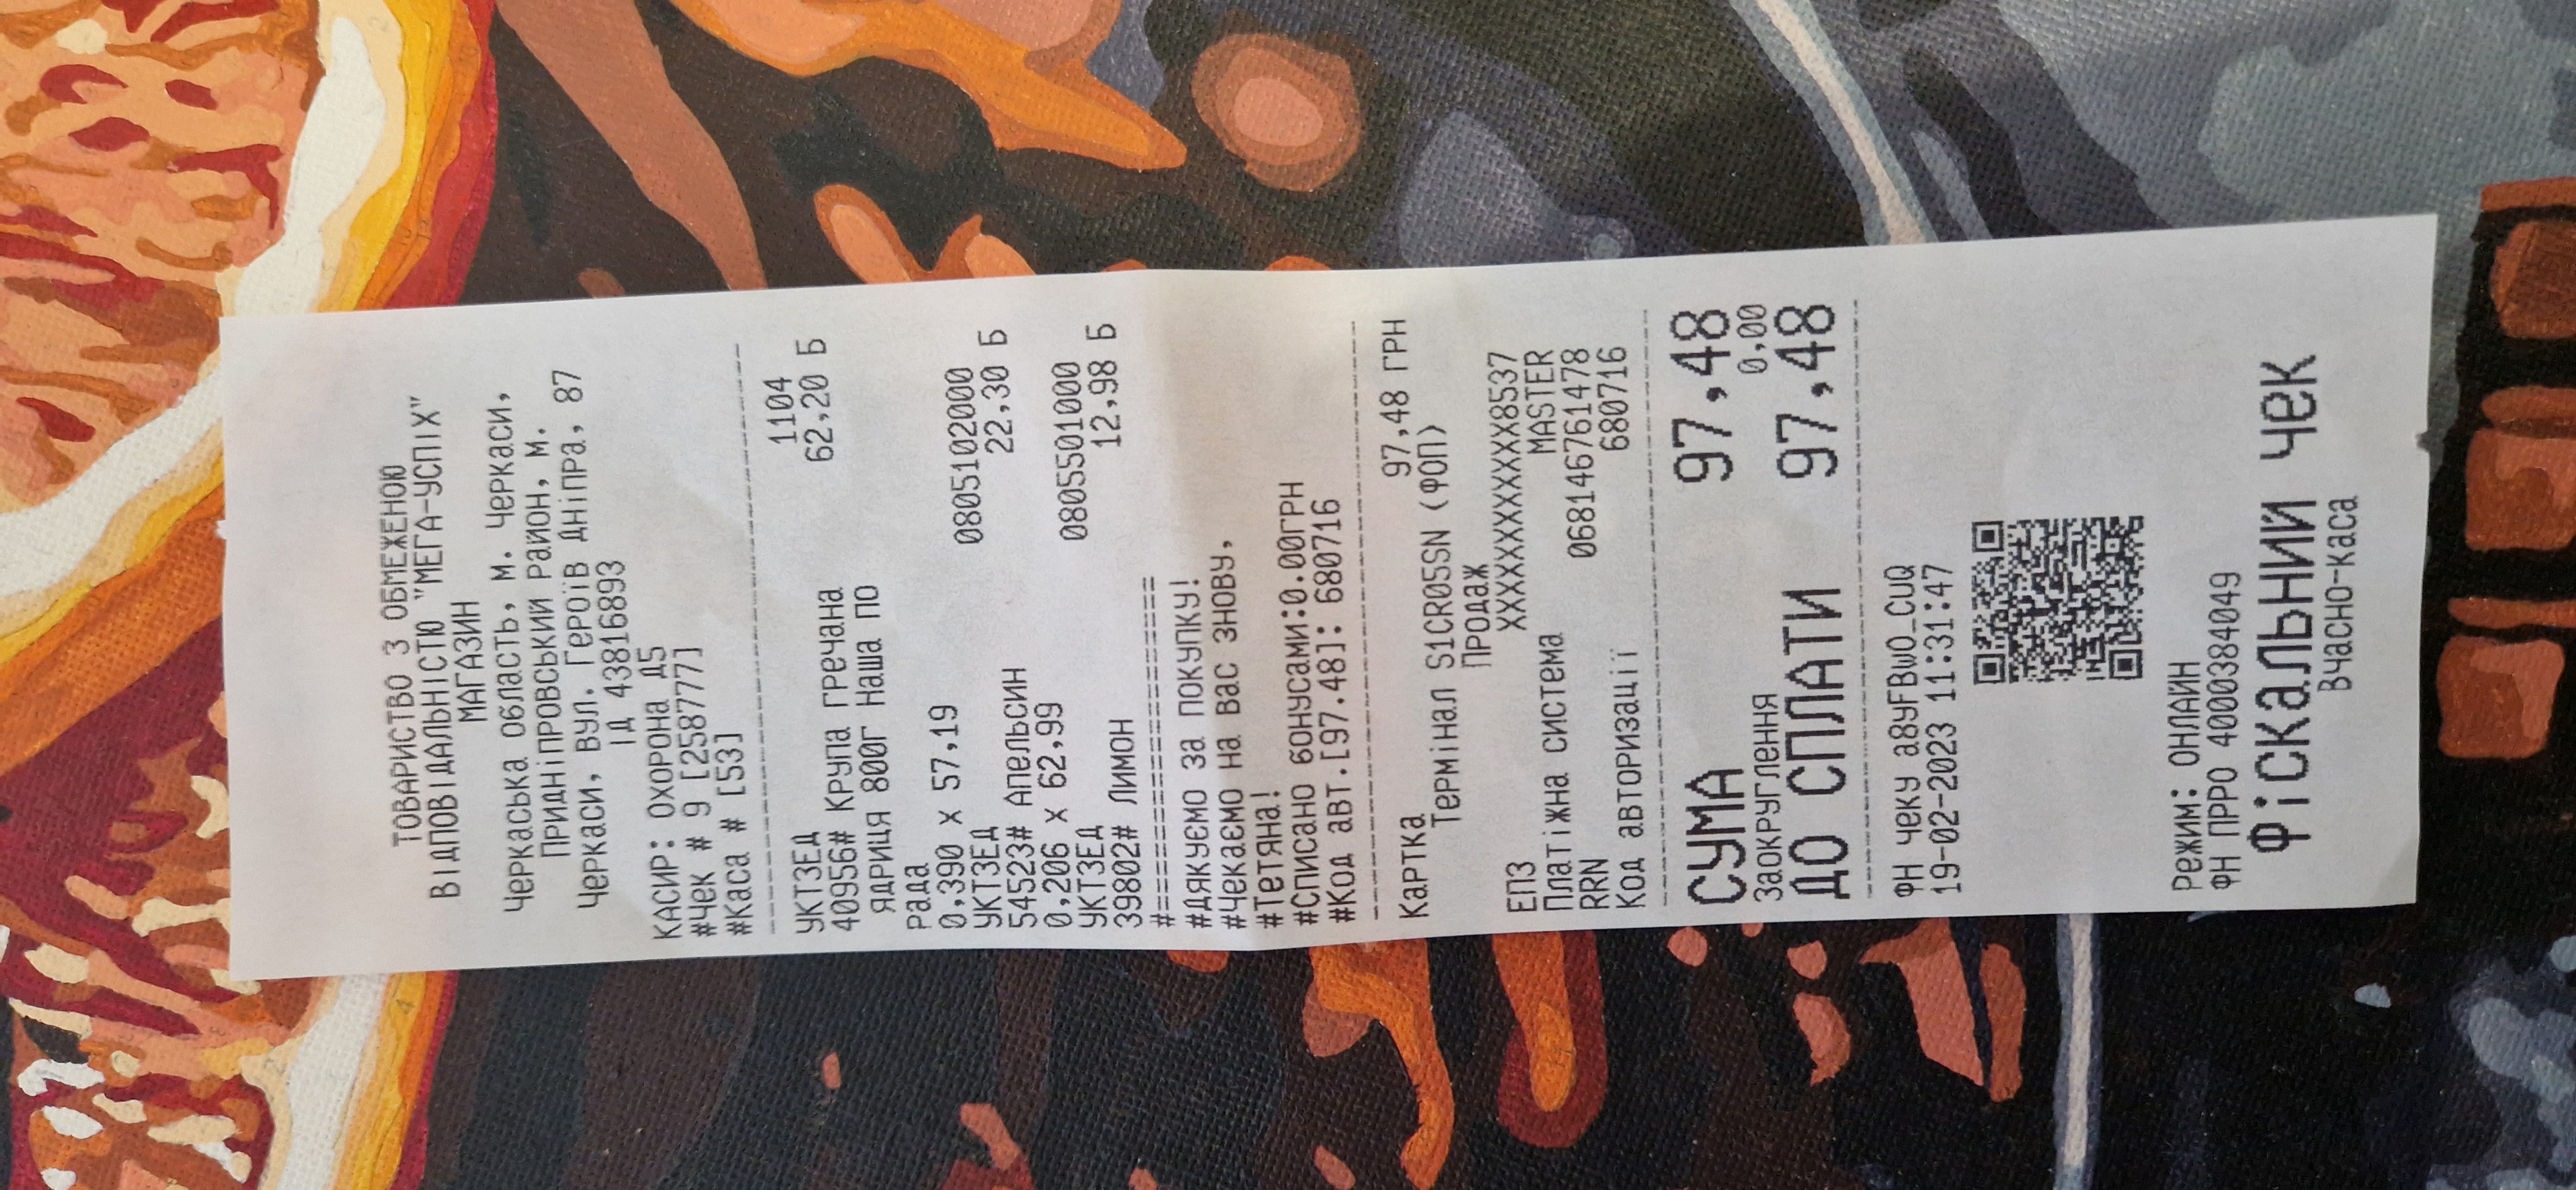 ТОВАРИСТВО З ОБМЕЖЕНОЮ
ВІДПОВІДАЛЬНІСТЮ "МЕГА-УСПІХ"
МАГАЗИН
Черкаська область, м. Черкаси,
ПРИДНІПРОВСЬКИЙ РАЙОН, м.
Черкаси, вул. Героїв Дніпра, 87
ІД 43816893
КАСИР: ОХОРОНА Д5
#Чек # 9 [258777]
#Каса # [53]
УКТЗЕД 1104
40956# Крупа гречана 62,20 Б
ядриця 800г Наша по
рада
0,390 x 57,19
УКТЗЕД 0805102000
54523# Апельсин 22,30 Б
0,206 x 62,99
УКТЗЕД 0805501000
39802# Лимон 12,98 Б
#========================
#Дякуємо за покупку!
#Чекаємо на Вас знову,
#Тетяна!
#Списано бонусами:0.00грн
#Код авт.[97.48]: 680716
Картка 97,48 ГРН
Термінал S1CR05SN (ФОП)
Продаж
ЕПЗ XXXXXXXXXXXXX8537
Платіжна система MASTER
RRN 068146761478
Код авторизації 680716
СУМА 97,48
Заокруглення 0,00
ДО СПЛАТИ 97,48
ФН чеку a8yFBwO_CuQ
19-02-2023 11:31:47
Режим: ОНЛАЙН
ФН ПРРО 4000384049
Фіскальний чек
Вчасно-каса